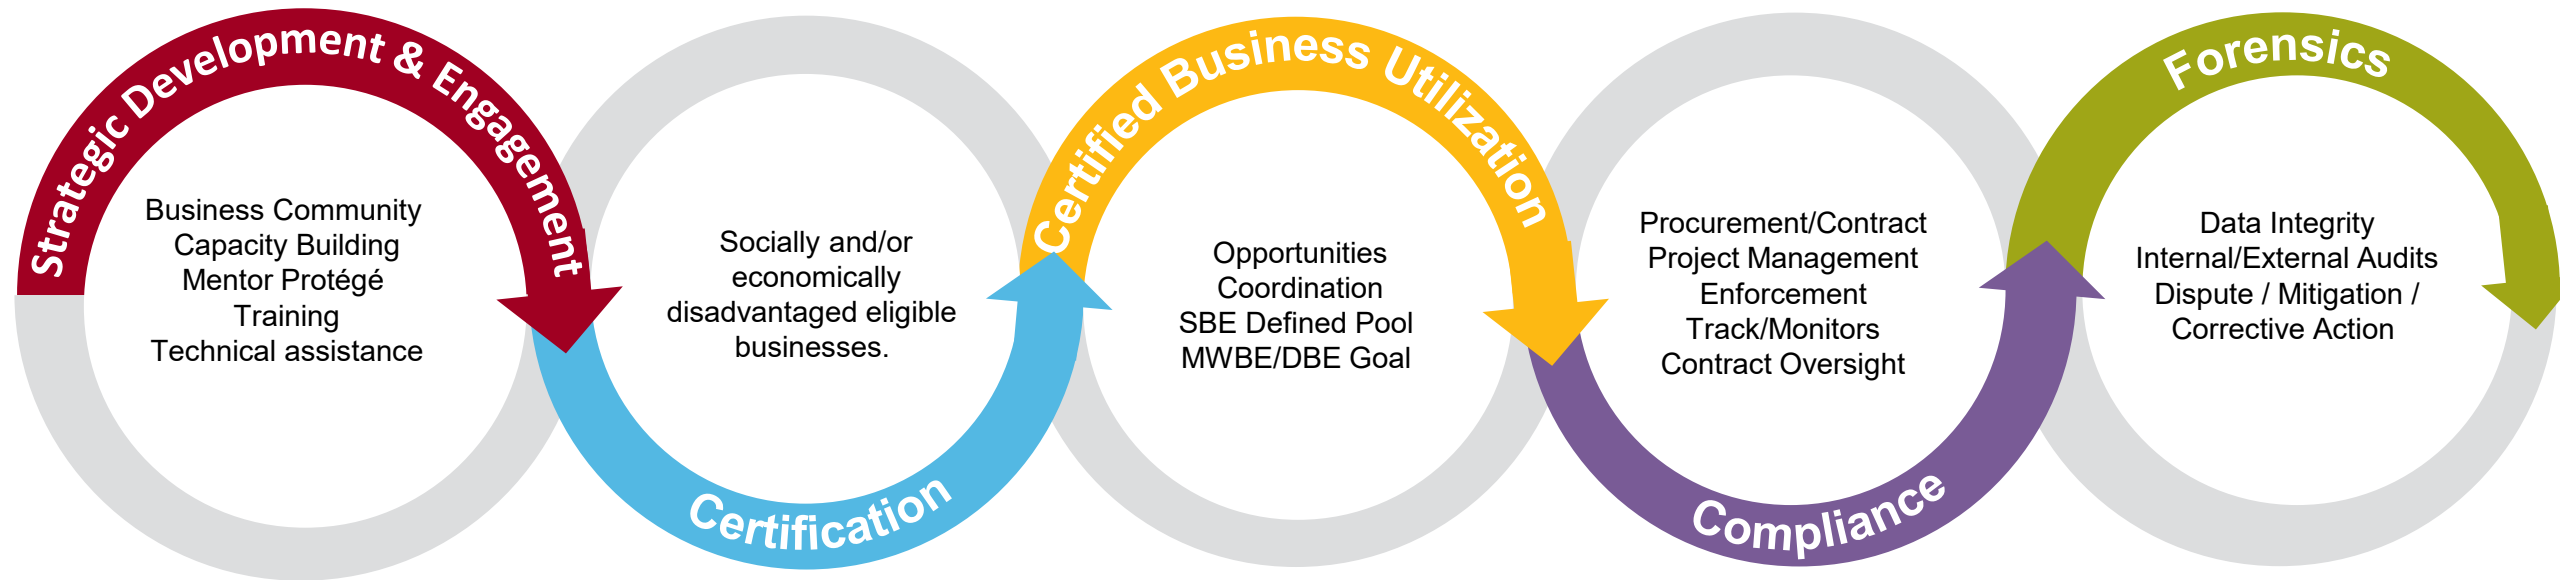 Strategic Development & Engagement
Business Community
Capacity Building
Mentor Protégé
Training
Technical assistance
Certification
Socially and/or
economically
disadvantaged eligible
businesses.
Certified Business Utilization
Opportunities
Coordination
SBE Defined Pool
MWBE/DBE Goal
Compliance
Procurement/Contract
Project Management
Enforcement
Track/Monitors
Contract Oversight
Forensics
Data Integrity
Internal/External Audits
Dispute / Mitigation /
Corrective Action